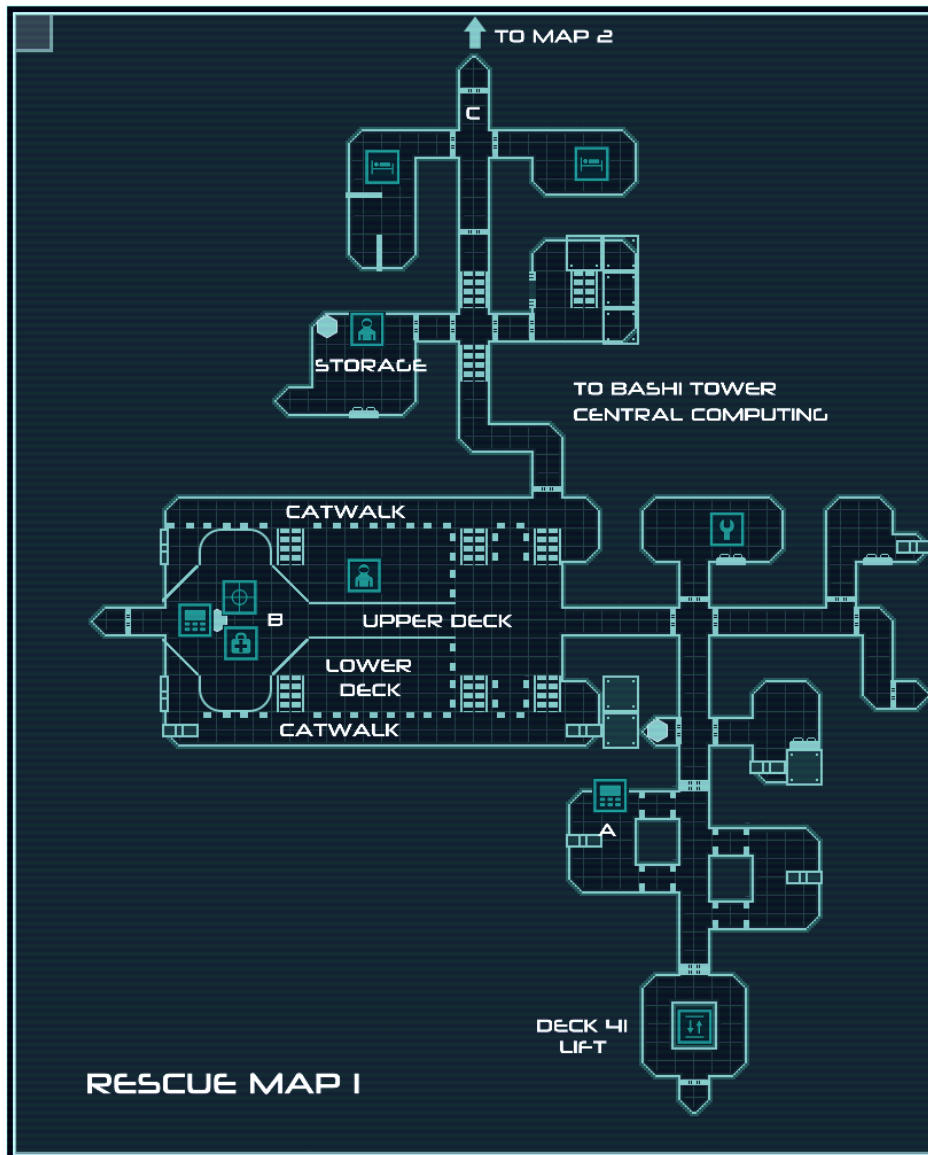 TO MAP 2
C
STORAGE
TO BASHI TOWER
CENTRAL COMPUTING
CATWALK
B
UPPER DECK
LOWER
DECK
CATWALK
A
DECK 41
LIFT
RESCUE MAP 1